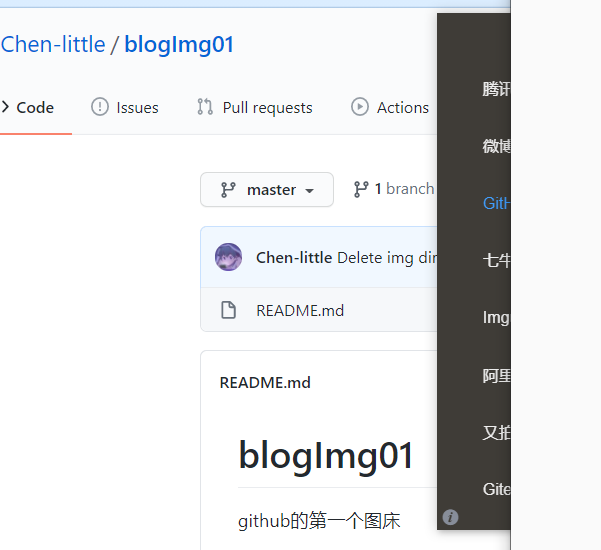 Chen-little / blogImg01
Code Issues Pull requests Actions
master 1 branch
Chen-little Delete img dir
README.md
README.md
blogImg01
github的第一个图床
腾讯
微博
GitH
七牛
Img
阿里
又拍
Gite